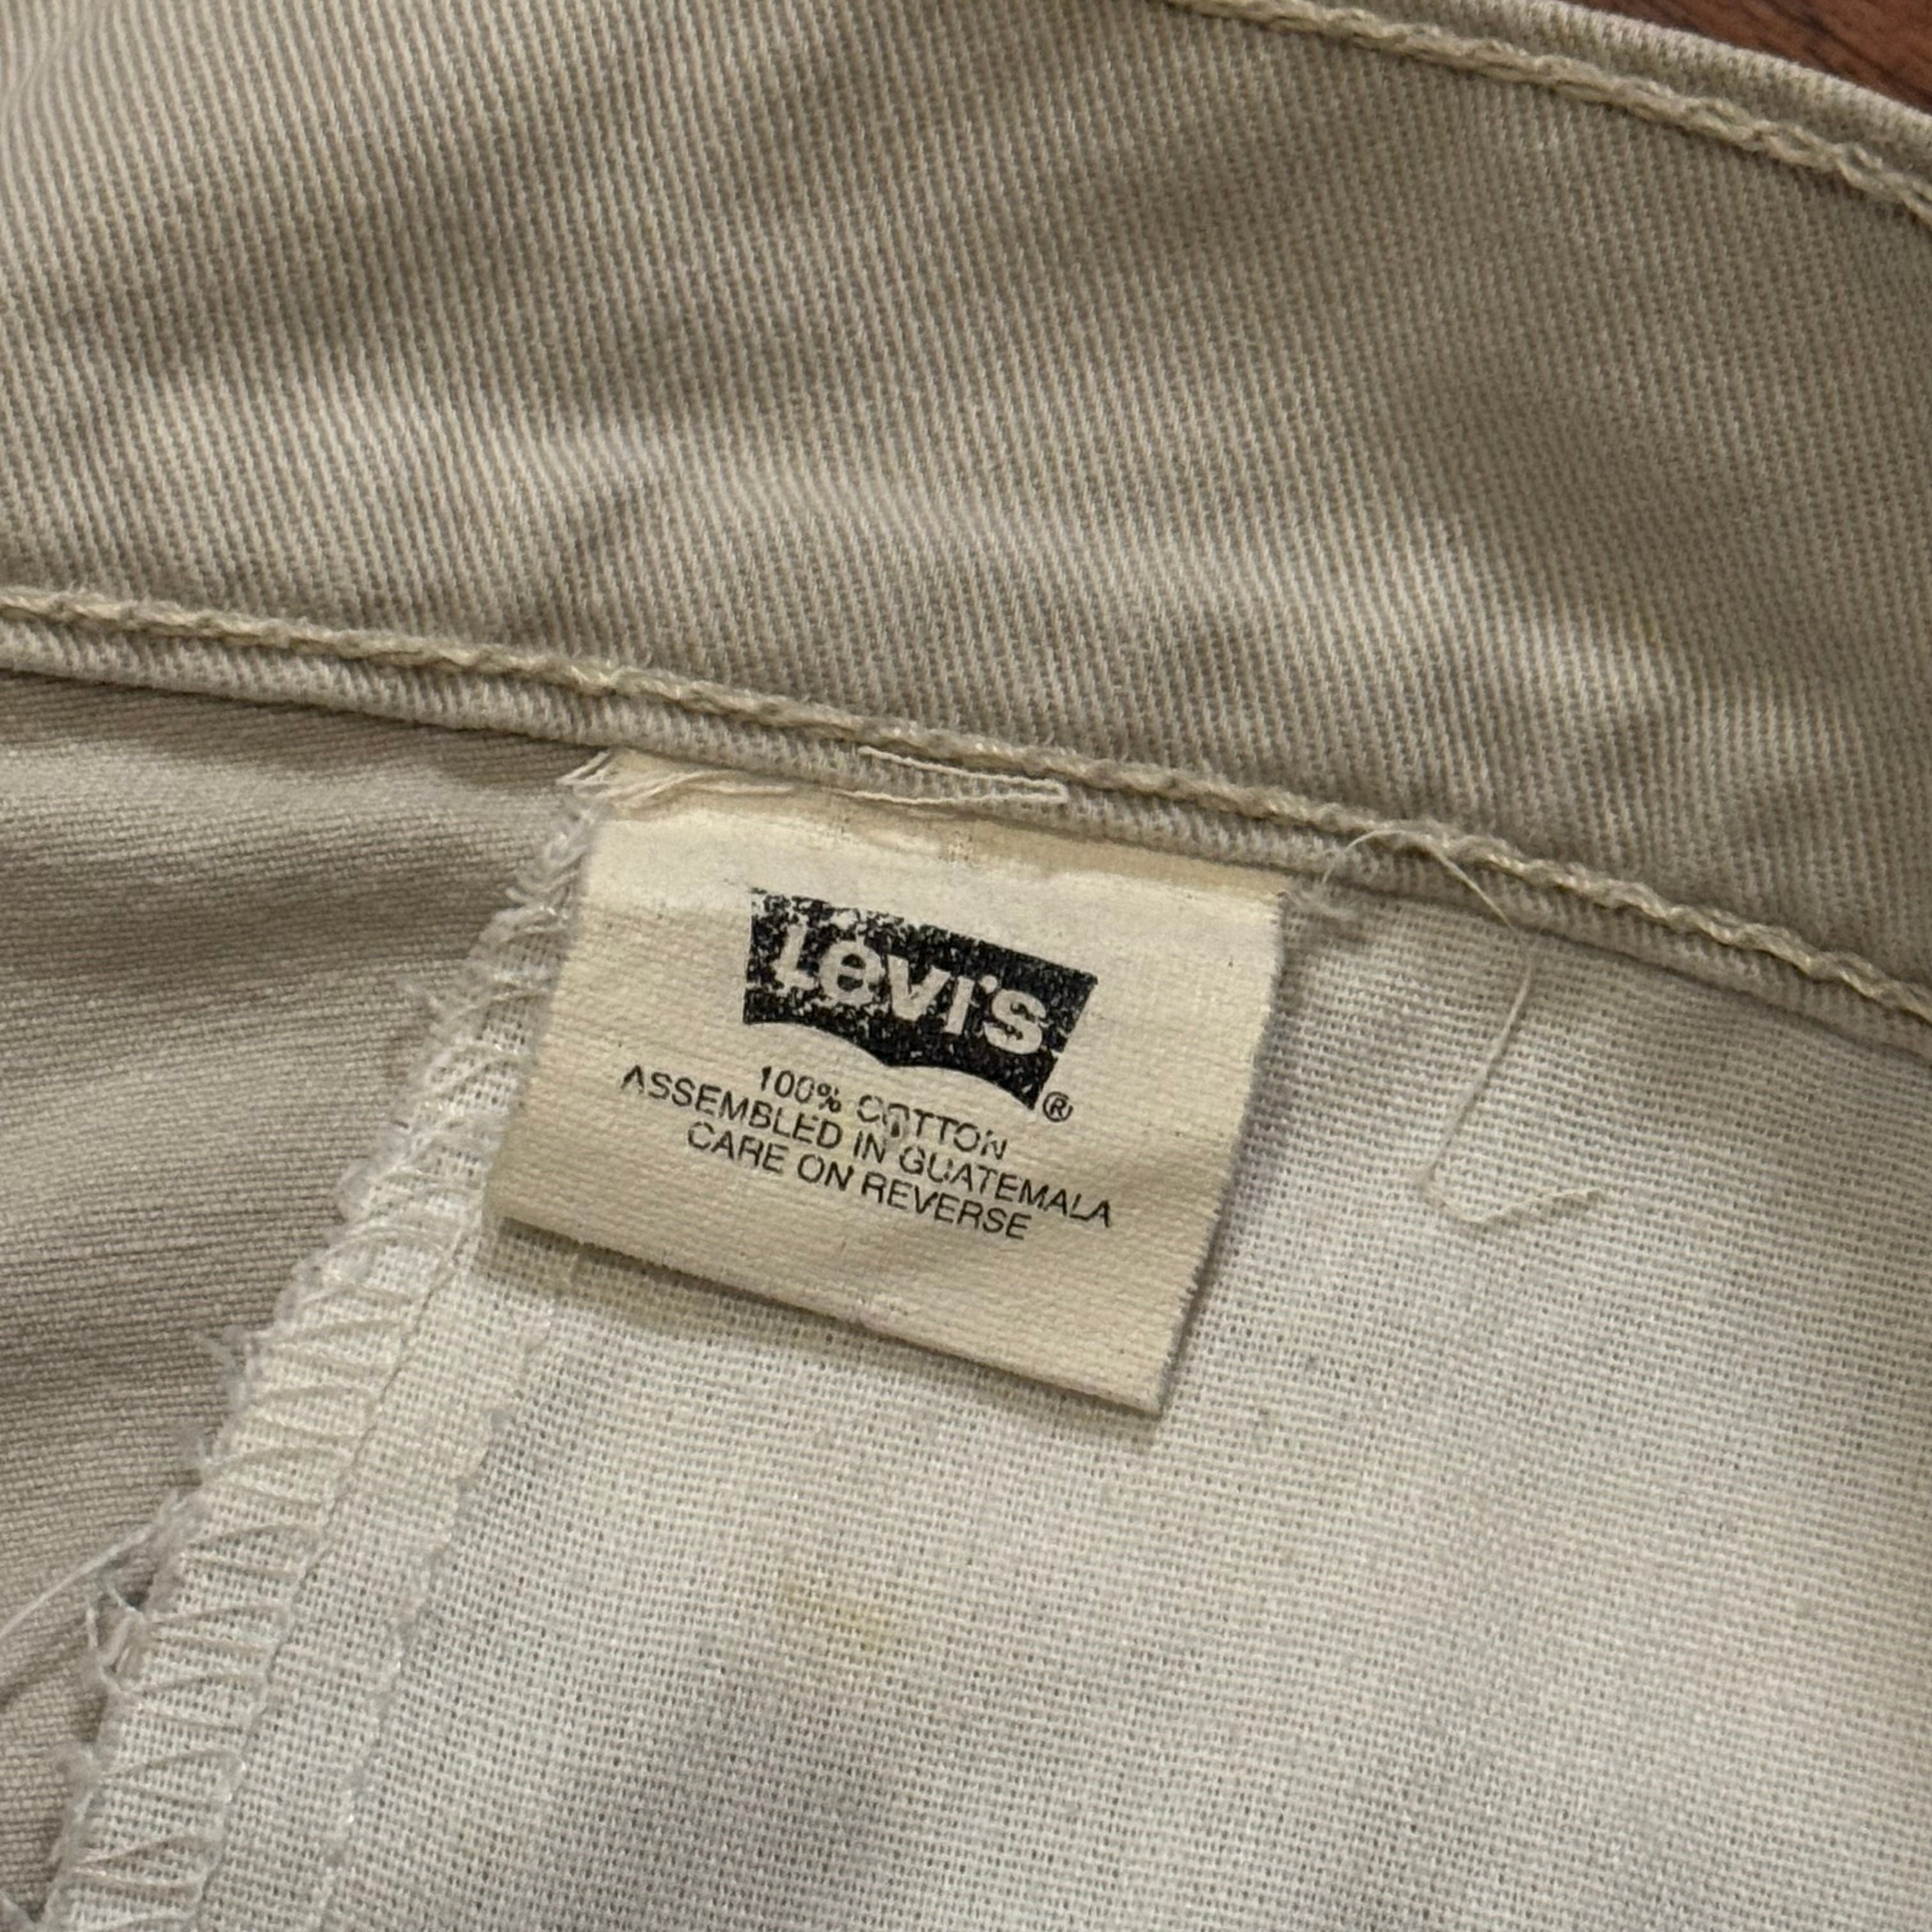 Levi's
®
100% COTTON
ASSEMBLED IN GUATEMALA
CARE ON REVERSE